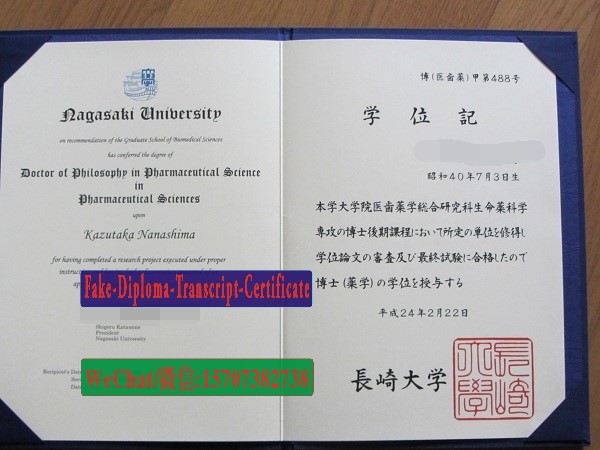 Nagasaki University
on recommendation of the Graduate School of Biomedical Sciences
has conferred the degree of
Doctor of Philosophy in Pharmaceutical Science
in
Pharmaceutical Sciences
upon
Kazutaka Nanashima
for having completed a research project executed under proper
Fake-Diploma-Transcript-Certificate
Shigeru Katamine
President
Nagasaki University
WeChat/微信:15707382738
博(医歯薬)甲第488号
学位記
昭和40年7月3日生
本学大学院医歯薬学総合研究科生命薬科学
専攻の博士後期課程において所定の単位を修得し
学位論文の審査及び最終試験に合格したので
博士(薬学)の学位を授与する
平成24年2月22日
長崎大学
長崎大學